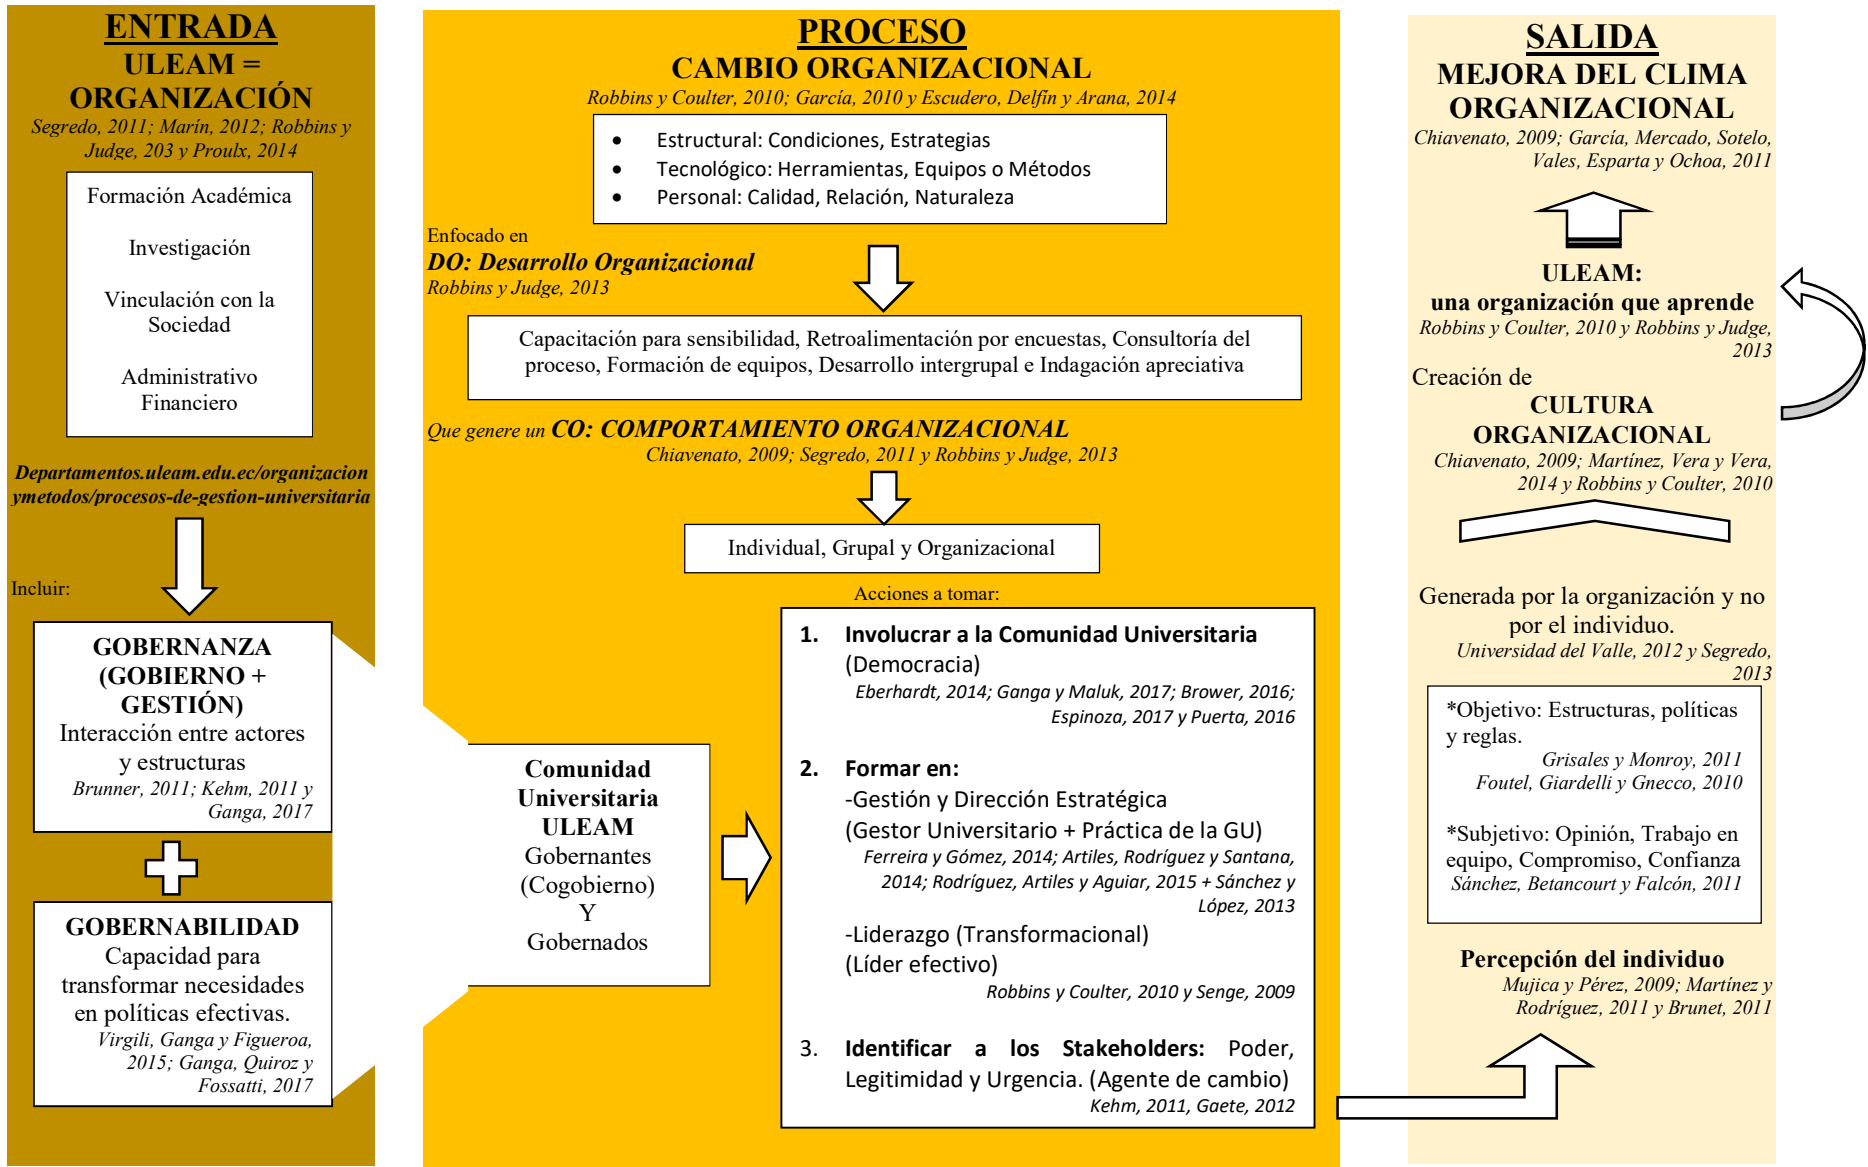 ENTRADA
ULEAM =
ORGANIZACIÓN
Segredo, 2011; Marín, 2012; Robbins y
Judge, 203 y Proulx, 2014
Formación Académica
Investigación
Vinculación con la
Sociedad
Administrativo
Financiero
Departamentos.uleam.edu.ec/organizacion
ymetodos/procesos-de-gestion-universitaria
Incluir:
GOBERNANZA
(GOBIERNO +
GESTIÓN)
Interacción entre actores
y estructuras
Brunner, 2011; Kehm, 2011 y
Ganga, 2017
GOBERNABILIDAD
Capacidad para
transformar necesidades
en políticas efectivas.
Virgili, Ganga y Figueroa,
2015; Ganga, Quiroz y
Fossatti, 2017
PROCESO
CAMBIO ORGANIZACIONAL
Robbins y Coulter, 2010; García, 2010 y Escudero, Delfín y Arana, 2014
• Estructural: Condiciones, Estrategias
• Tecnológico: Herramientas, Equipos o Métodos
• Personal: Calidad, Relación, Naturaleza
Enfocado en
DO: Desarrollo Organizacional
Robbins y Judge, 2013
Capacitación para sensibilidad, Retroalimentación por encuestas, Consultoría del
proceso, Formación de equipos, Desarrollo intergrupal e Indagación apreciativa
Que genere un CO: COMPORTAMIENTO ORGANIZACIONAL
Chiavenato, 2009; Segredo, 2011 y Robbins y Judge, 2013
Individual, Grupal y Organizacional
Comunidad
Universitaria
ULEAM
Gobernantes
(Cogobierno)
Y
Gobernados
Acciones a tomar:
1. Involucrar a la Comunidad Universitaria
(Democracia)
Eberhardt, 2014; Ganga y Maluk, 2017; Brower, 2016;
Espinoza, 2017 y Puerta, 2016
2. Formar en:
-Gestión y Dirección Estratégica
(Gestor Universitario + Práctica de la GU)
Ferreira y Gómez, 2014; Artiles, Rodríguez y Santana,
2014; Rodríguez, Artiles y Aguiar, 2015 + Sánchez y
López, 2013
-Liderazgo (Transformacional)
(Líder efectivo)
Robbins y Coulter, 2010 y Senge, 2009
3. Identificar a los Stakeholders: Poder,
Legitimidad y Urgencia. (Agente de cambio)
Kehm, 2011, Gaete, 2012
SALIDA
MEJORA DEL CLIMA
ORGANIZACIONAL
Chiavenato, 2009; García, Mercado, Sotelo,
Vales, Esparta y Ochoa, 2011
ULEAM:
una organización que aprende
Robbins y Coulter, 2010 y Robbins y Judge,
2013
Creación de
CULTURA
ORGANIZACIONAL
Chiavenato, 2009; Martínez, Vera y Vera,
2014 y Robbins y Coulter, 2010
Generada por la organización y no
por el individuo.
Universidad del Valle, 2012 y Segredo,
2013
*Objetivo: Estructuras, políticas
y reglas.
Grisales y Monroy, 2011
Foutel, Giardelli y Gnecco, 2010
*Subjetivo: Opinión, Trabajo en
equipo, Compromiso, Confianza
Sánchez, Betancourt y Falcón, 2011
Percepción del individuo
Mujica y Pérez, 2009; Martínez y
Rodríguez, 2011 y Brunet, 2011